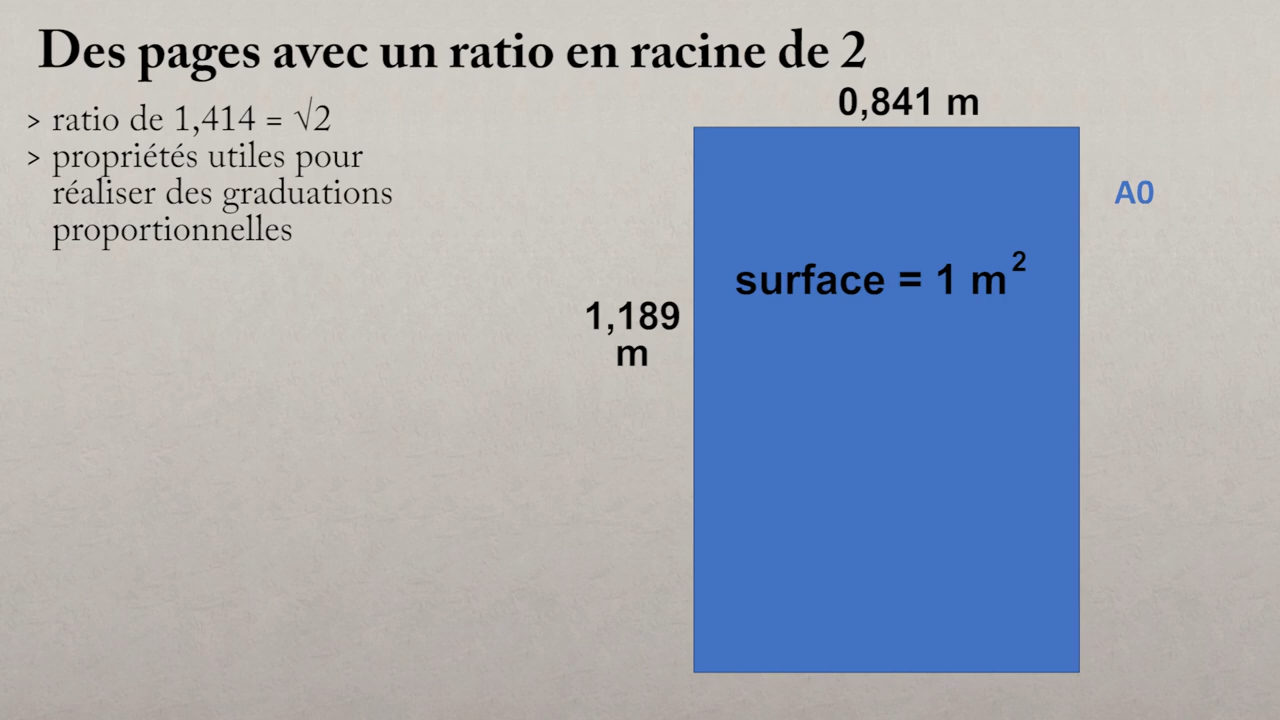 Des pages avec un ratio en racine de 2
> ratio de 1,414 = √2
> propriétés utiles pour
réaliser des graduations
proportionnelles
0,841 m
A0
surface = 1 m²
1,189
m